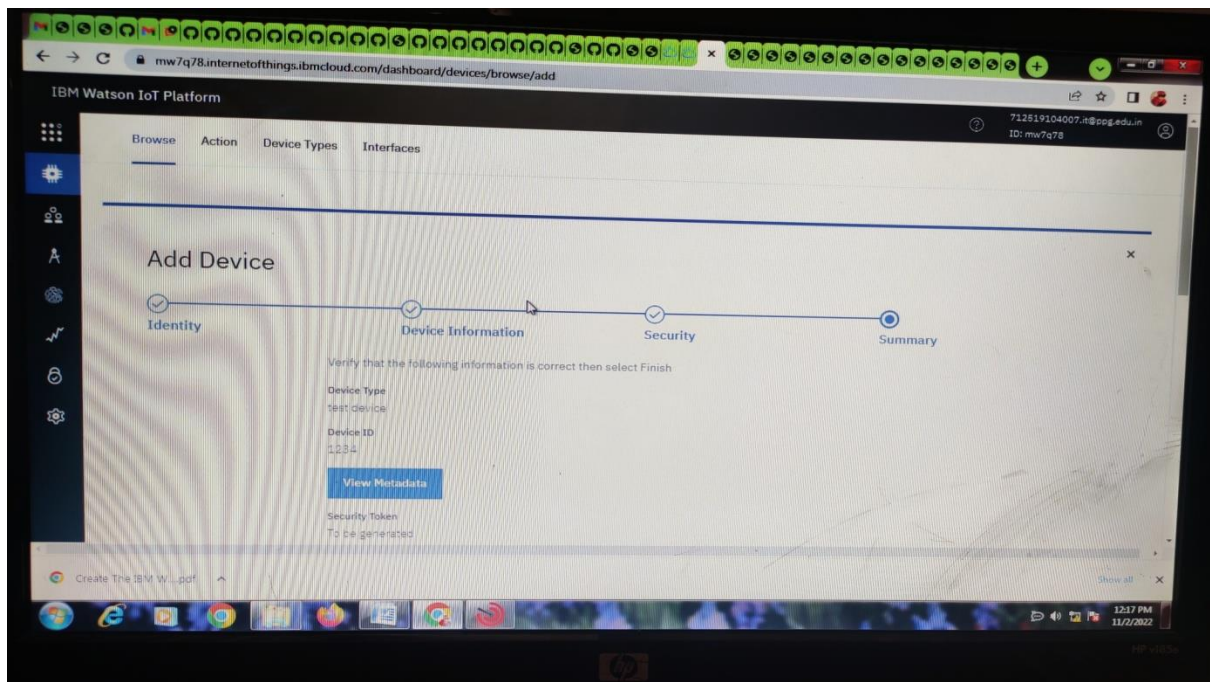 mw7q78.internetofthings.ibmcloud.com/dashboard/devices/browse/add
IBM Watson IoT Platform
712519104007.it@ppg.edu.in
ID: mw7q78
Browse Action Device Types Interfaces
Add Device
Identity Device Information Security Summary
Verify that the following information is correct then select Finish
Device Type
test device
Device ID
1234
View Metadata
Security Token
To be generated
Create The IBM W....pdf
Show all
12:17 PM
11/2/2022
hp